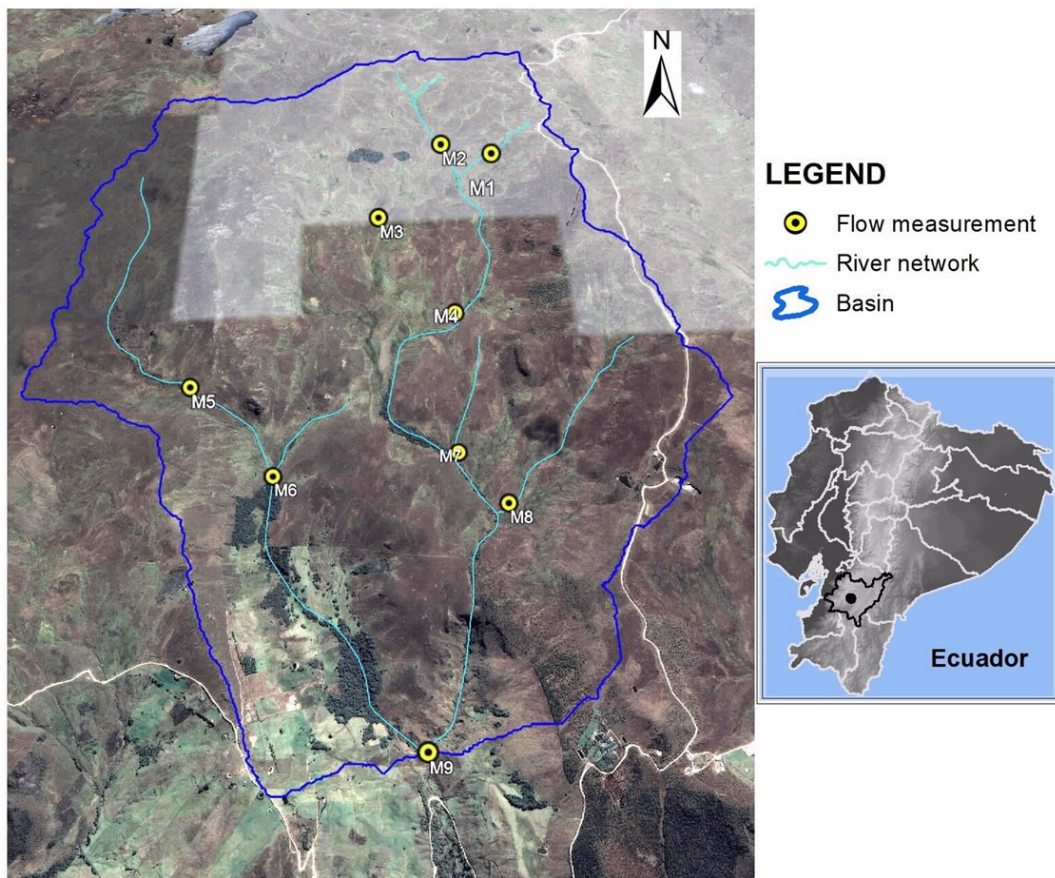 N
M2
M1
M3
M4
M5
M7
M6
M8
M9
LEGEND
Flow measurement
River network
Basin
Ecuador